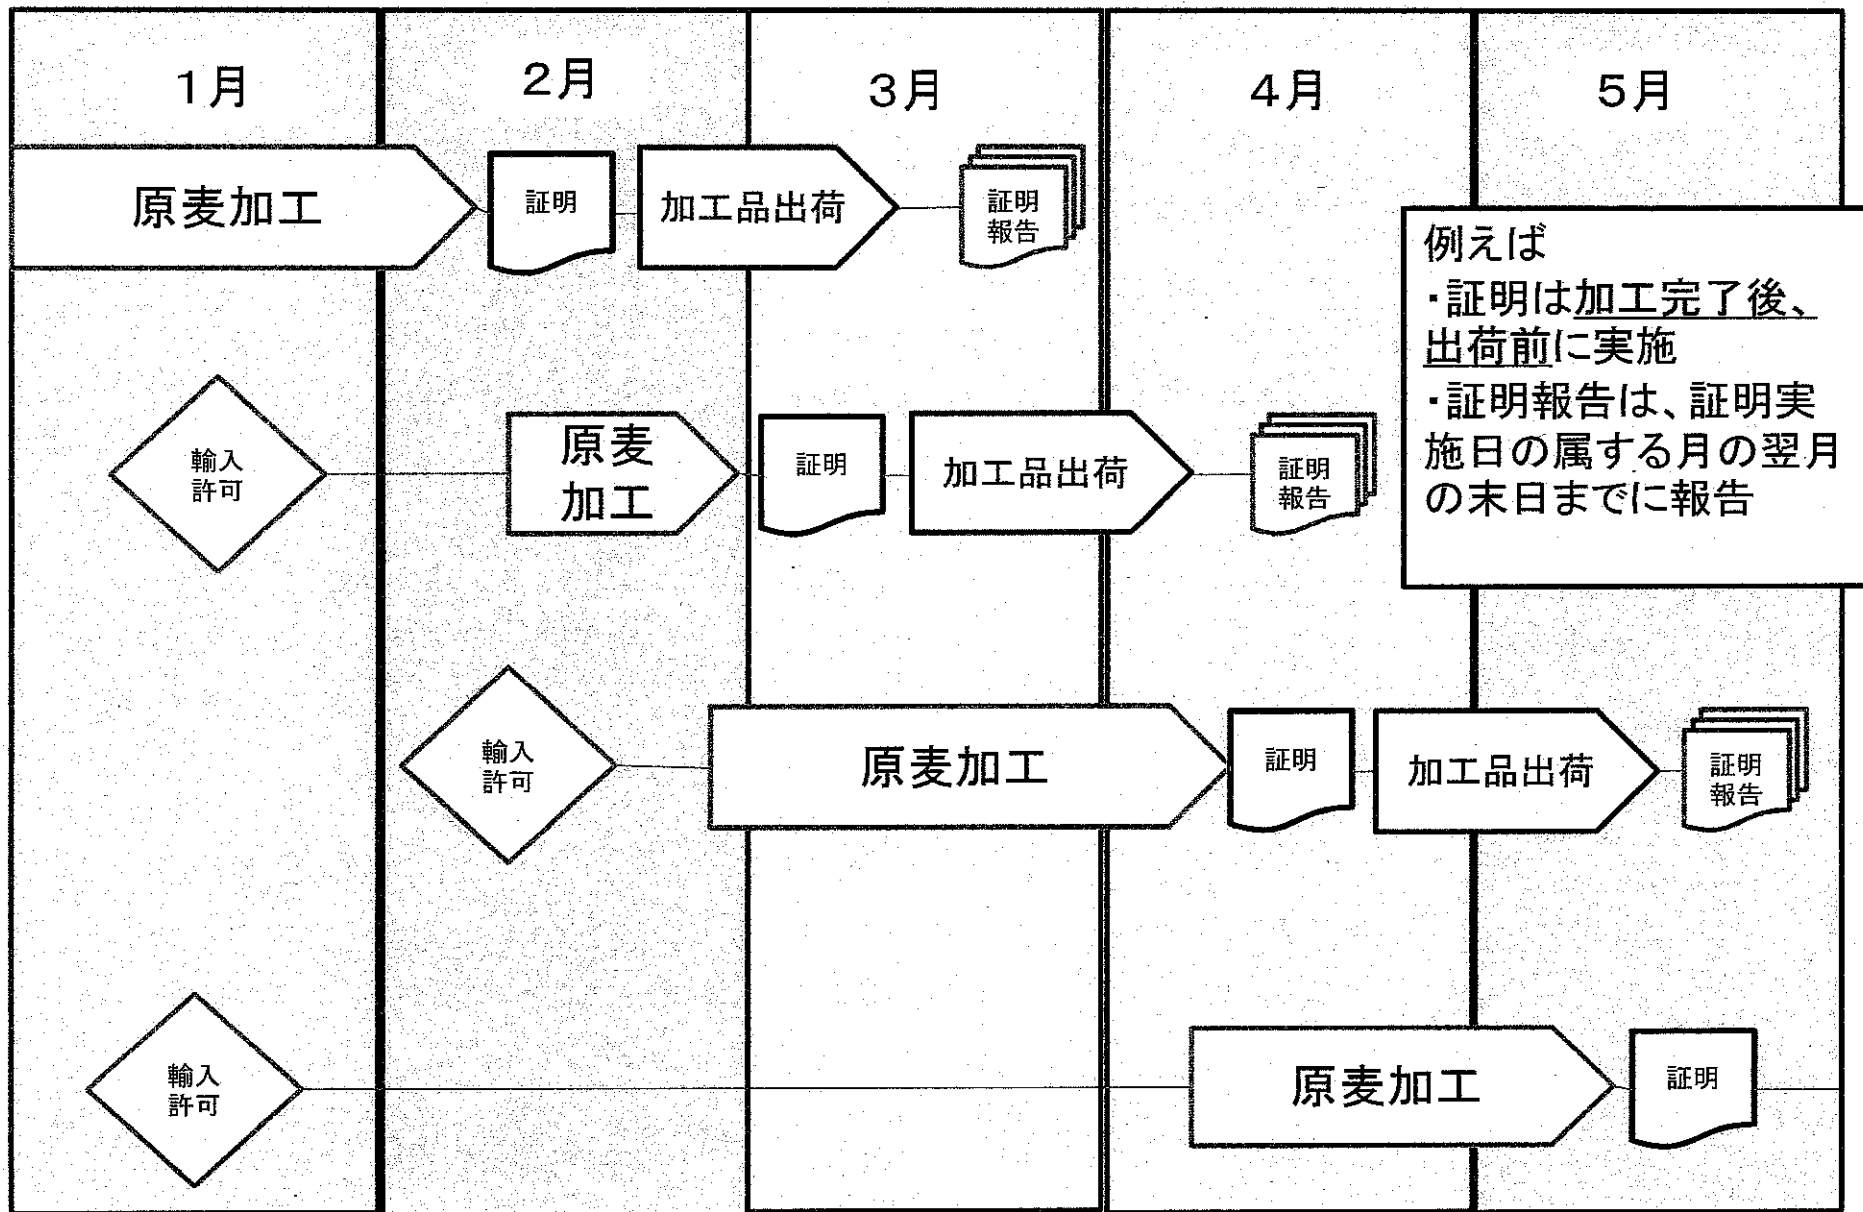 1月
2月
3月
4月
5月
原麦加工
証明
加工品出荷
証明
報告
例えば
・証明は加工完了後、
出荷前に実施
・証明報告は、証明実
施日の属する月の翌月
の末日までに報告
輸入
許可
原麦
加工
証明
加工品出荷
証明
報告
輸入
許可
原麦加工
証明
加工品出荷
証明
報告
輸入
許可
原麦加工
証明